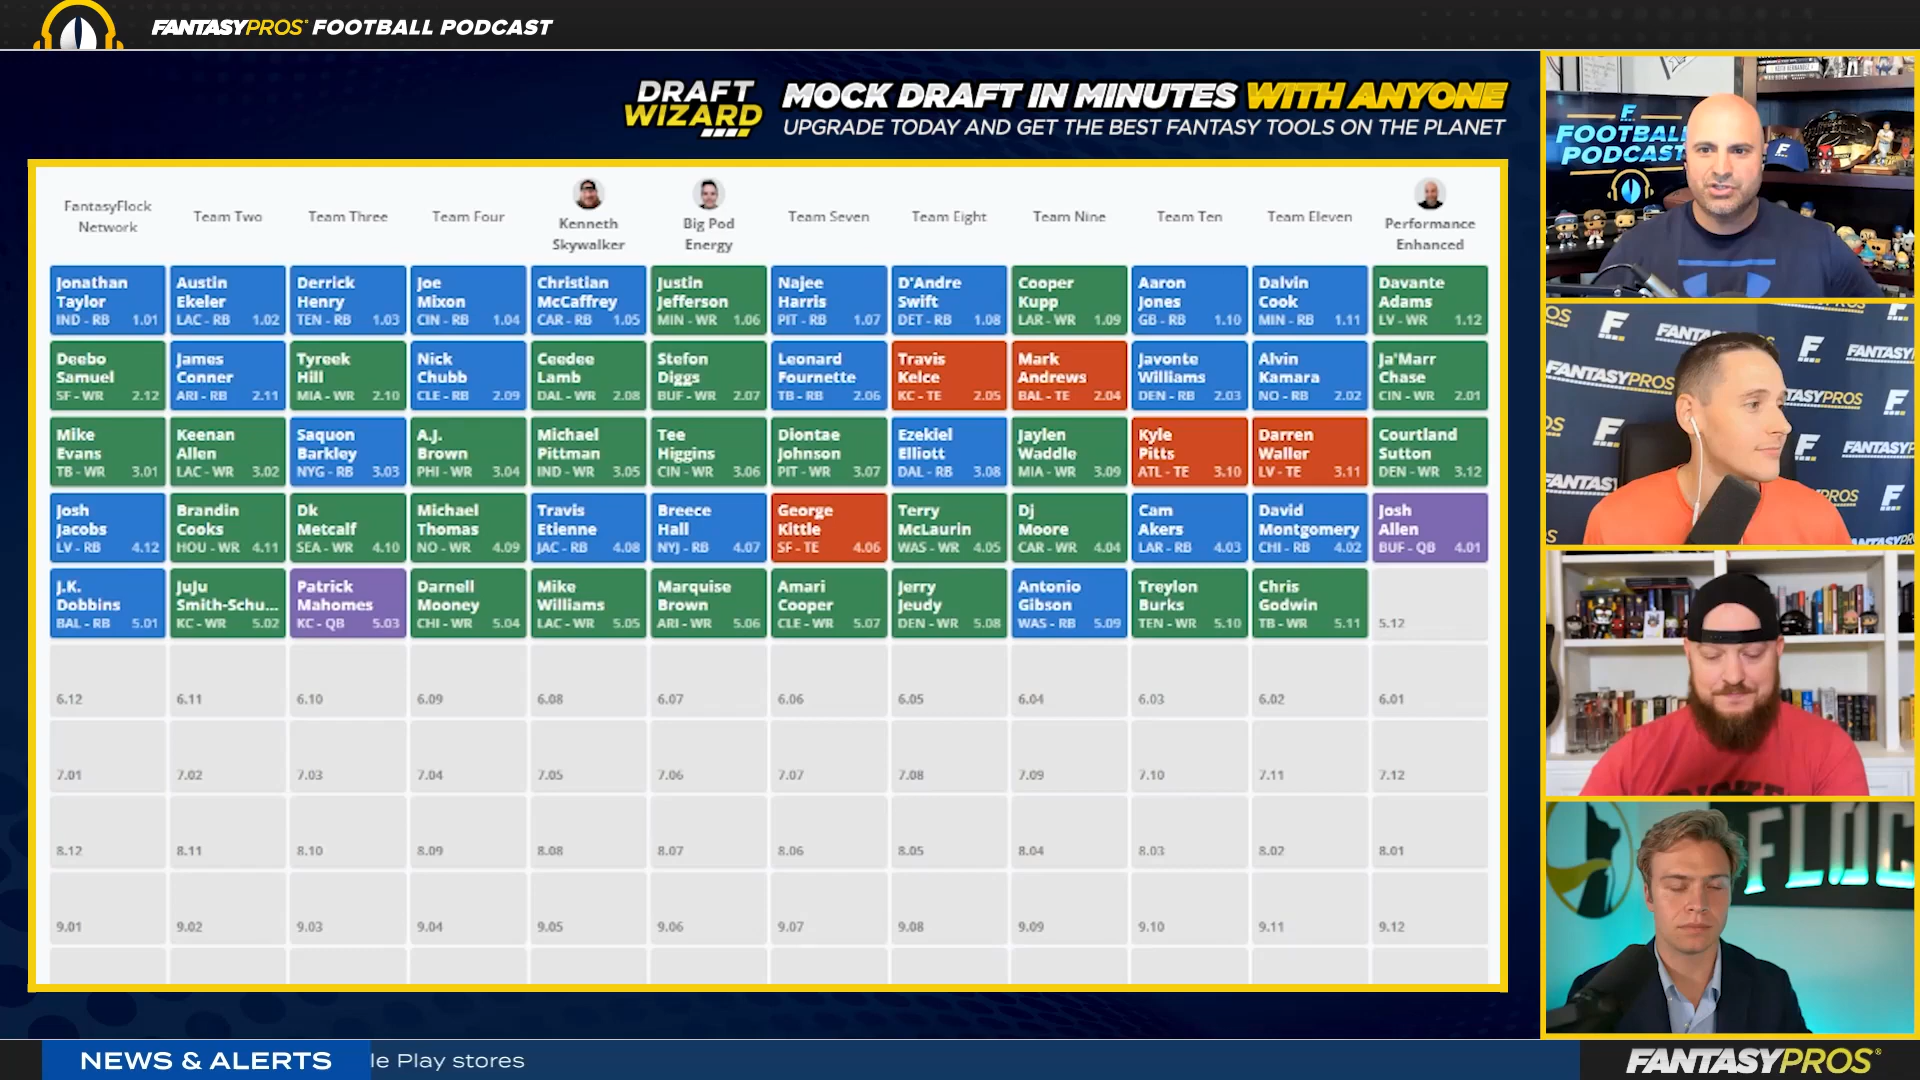 FANTASYPROS® FOOTBALL PODCAST
DRAFT WIZARD
MOCK DRAFT IN MINUTES WITH ANYONE
UPGRADE TODAY AND GET THE BEST FANTASY TOOLS ON THE PLANET
FantasyFlock Network
Team Two
Team Three
Team Four
Kenneth Skywalker
Big Pod Energy
Team Seven
Team Eight
Team Nine
Team Ten
Team Eleven
Performance Enhanced
Jonathan Taylor IND - RB 1.01
Austin Ekeler LAC - RB 1.02
Derrick Henry TEN - RB 1.03
Joe Mixon CIN - RB 1.04
Christian McCaffrey CAR - RB 1.05
Justin Jefferson MIN - WR 1.06
Najee Harris PIT - RB 1.07
D'Andre Swift DET - RB 1.08
Cooper Kupp LAR - WR 1.09
Aaron Jones GB - RB 1.10
Dalvin Cook MIN - RB 1.11
Davante Adams LV - WR 1.12
Deebo Samuel SF - WR 2.12
James Conner ARI - RB 2.11
Tyreek Hill MIA - WR 2.10
Nick Chubb CLE - RB 2.09
Ceedee Lamb DAL - WR 2.08
Stefon Diggs BUF - WR 2.07
Leonard Fournette TB - RB 2.06
Travis Kelce KC - TE 2.05
Mark Andrews BAL - TE 2.04
Javonte Williams DEN - RB 2.03
Alvin Kamara NO - RB 2.02
Ja'Marr Chase CIN - WR 2.01
Mike Evans TB - WR 3.01
Keenan Allen LAC - WR 3.02
Saquon Barkley NYG - RB 3.03
A.J. Brown PHI - WR 3.04
Michael Pittman IND - WR 3.05
Tee Higgins CIN - WR 3.06
Diontae Johnson PIT - WR 3.07
Ezekiel Elliott DAL - RB 3.08
Jaylen Waddle MIA - WR 3.09
Kyle Pitts ATL - TE 3.10
Darren Waller LV - TE 3.11
Courtland Sutton DEN - WR 3.12
Josh Jacobs LV - RB 4.12
Brandin Cooks HOU - WR 4.11
Dk Metcalf SEA - WR 4.10
Michael Thomas NO - WR 4.09
Travis Etienne JAC - RB 4.08
Breece Hall NYJ - RB 4.07
George Kittle SF - TE 4.06
Terry McLaurin WAS - WR 4.05
Dj Moore CAR - WR 4.04
Cam Akers LAR - RB 4.03
David Montgomery CHI - RB 4.02
Josh Allen BUF - QB 4.01
J.K. Dobbins BAL - RB 5.01
JuJu Smith-Schu... KC - WR 5.02
Patrick Mahomes KC - QB 5.03
Darnell Mooney CHI - WR 5.04
Mike Williams LAC - WR 5.05
Marquise Brown ARI - WR 5.06
Amari Cooper CLE - WR 5.07
Jerry Jeudy DEN - WR 5.08
Antonio Gibson WAS - RB 5.09
Treylon Burks TEN - WR 5.10
Chris Godwin TB - WR 5.11
5.12
6.12 6.11 6.10 6.09 6.08 6.07 6.06 6.05 6.04 6.03 6.02 6.01
7.01 7.02 7.03 7.04 7.05 7.06 7.07 7.08 7.09 7.10 7.11 7.12
8.12 8.11 8.10 8.09 8.08 8.07 8.06 8.05 8.04 8.03 8.02 8.01
9.01 9.02 9.03 9.04 9.05 9.06 9.07 9.08 9.09 9.10 9.11 9.12
FOOTBALL PODCAST
FANTASYPROS
FLOC
NEWS & ALERTS
le Play stores
FANTASYPROS®